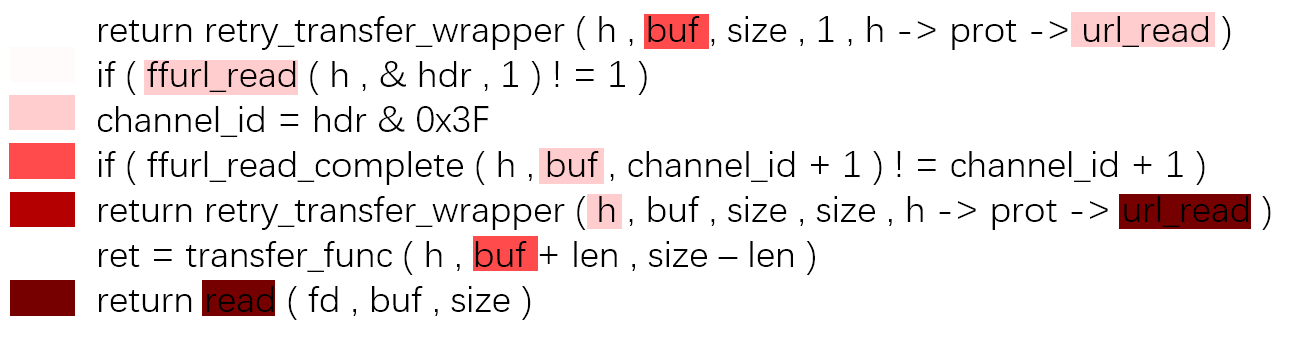 return retry_transfer_wrapper ( h , buf , size , 1 , h -> prot -> url_read )
if ( ffurl_read ( h , & hdr , 1 ) ! = 1 )
channel_id = hdr & 0x3F
if ( ffurl_read_complete ( h , buf , channel_id + 1 ) ! = channel_id + 1 )
return retry_transfer_wrapper ( h , buf , size , size , h -> prot -> url_read )
ret = transfer_func ( h , buf + len , size – len )
return read ( fd , buf , size )